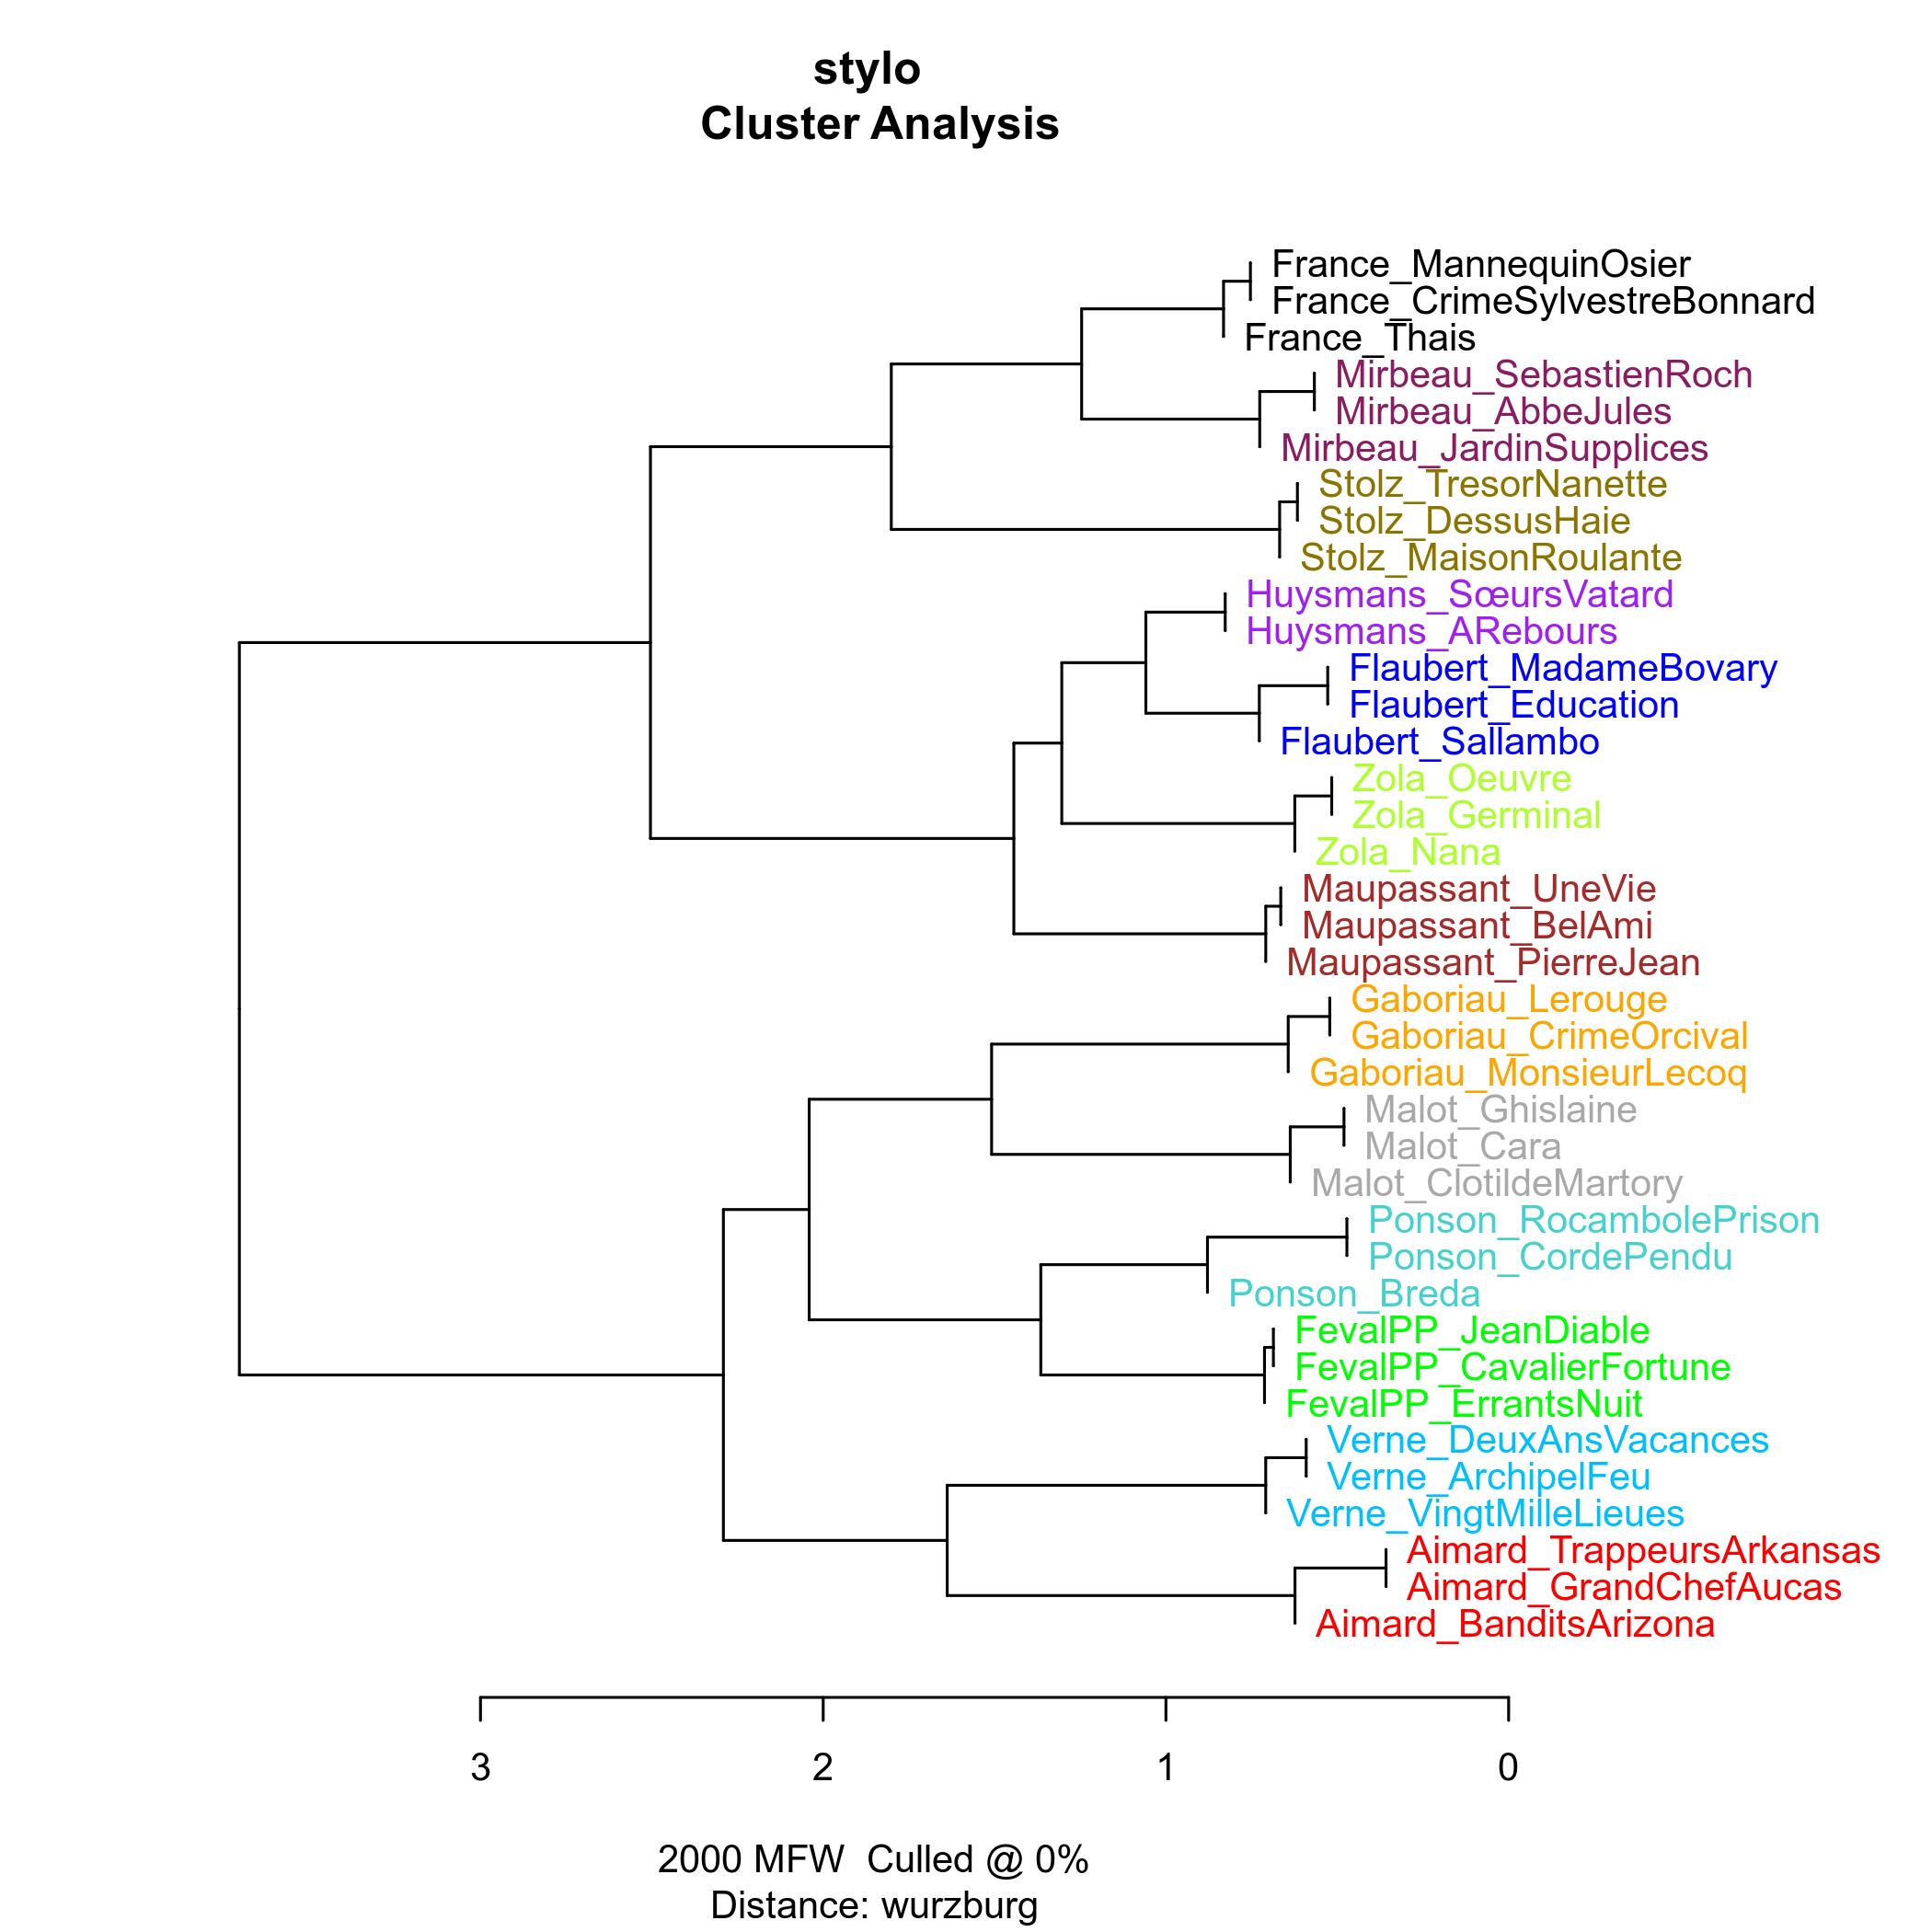 stylo
Cluster Analysis
France_MannequinOsier
France_CrimeSylvestreBonnard
France_Thais
Mirbeau_SebastienRoch
Mirbeau_AbbeJules
Mirbeau_JardinSupplices
Stolz_TresorNanette
Stolz_DessusHaie
Stolz_MaisonRoulante
Huysmans_SœursVatard
Huysmans_ARebours
Flaubert_MadameBovary
Flaubert_Education
Flaubert_Sallambo
Zola_Oeuvre
Zola_Germinal
Zola_Nana
Maupassant_UneVie
Maupassant_BelAmi
Maupassant_PierreJean
Gaboriau_Lerouge
Gaboriau_CrimeOrcival
Gaboriau_MonsieurLecoq
Malot_Ghislaine
Malot_Cara
Malot_ClotildeMartory
Ponson_RocambolePrison
Ponson_CordePendu
Ponson_Breda
FevalPP_JeanDiable
FevalPP_CavalierFortune
FevalPP_ErrantsNuit
Verne_DeuxAnsVacances
Verne_ArchipelFeu
Verne_VingtMilleLieues
Aimard_TrappeursArkansas
Aimard_GrandChefAucas
Aimard_BanditsArizona
3 2 1 0
2000 MFW  Culled @ 0%
Distance: wurzburg